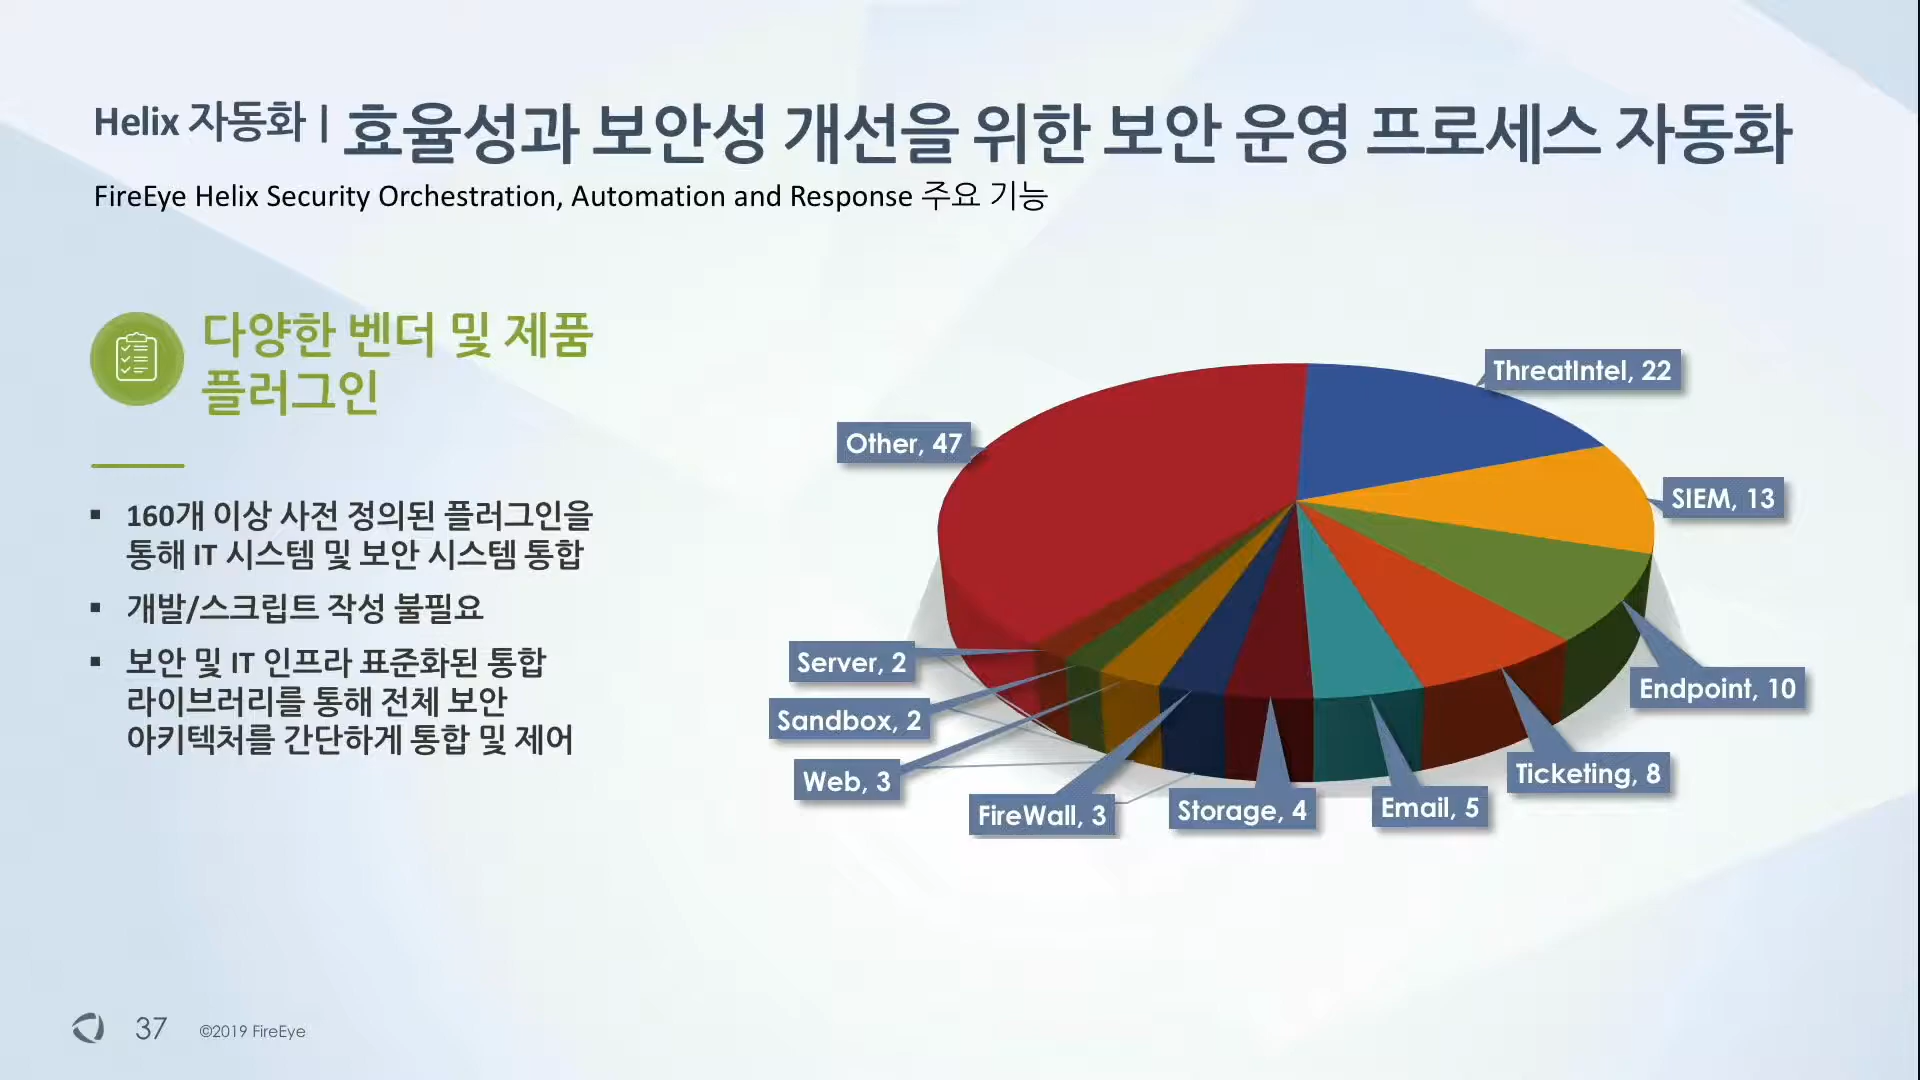 Helix 자동화 | 효율성과 보안성 개선을 위한 보안 운영 프로세스 자동화
FireEye Helix Security Orchestration, Automation and Response 주요 기능
다양한 벤더 및 제품
플러그인
▪ 160개 이상 사전 정의된 플러그인을
통해 IT 시스템 및 보안 시스템 통합
▪ 개발/스크립트 작성 불필요
▪ 보안 및 IT 인프라 표준화된 통합
라이브러리를 통해 전체 보안
아키텍처를 간단하게 통합 및 제어
ThreatIntel, 22
Other, 47
SIEM, 13
Server, 2
Endpoint, 10
Sandbox, 2
Web, 3
Ticketing, 8
FireWall, 3
Storage, 4
Email, 5
37
©2019 FireEye